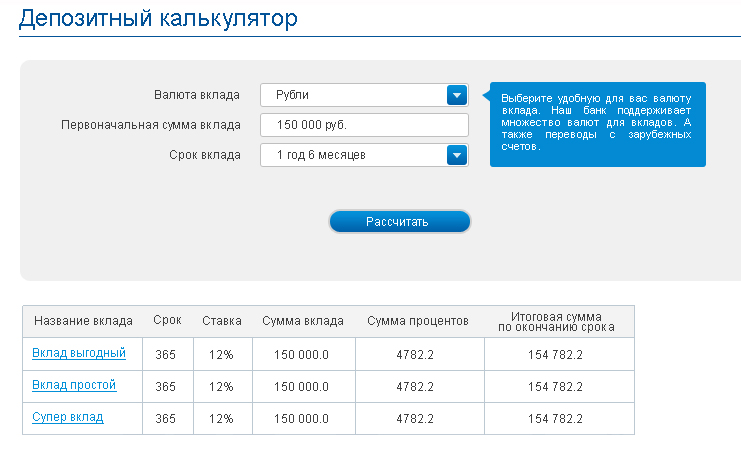 Депозитный калькулятор
Валюта вклада Рубли
Первоначальная сумма вклада 150 000 руб.
Срок вклада 1 год 6 месяцев
Выберите удобную для вас валюту
вклада. Наш банк поддерживает
множество валют для вкладов. А
также переводы с зарубежных
счетов.
Рассчитать
Название вклада Срок Ставка Сумма вклада Сумма процентов Итоговая сумма
по окончанию срока
Вклад выгодный 365 12% 150 000.0 4782.2 154 782.2
Вклад простой 365 12% 150 000.0 4782.2 154 782.2
Супер вклад 365 12% 150 000.0 4782.2 154 782.2